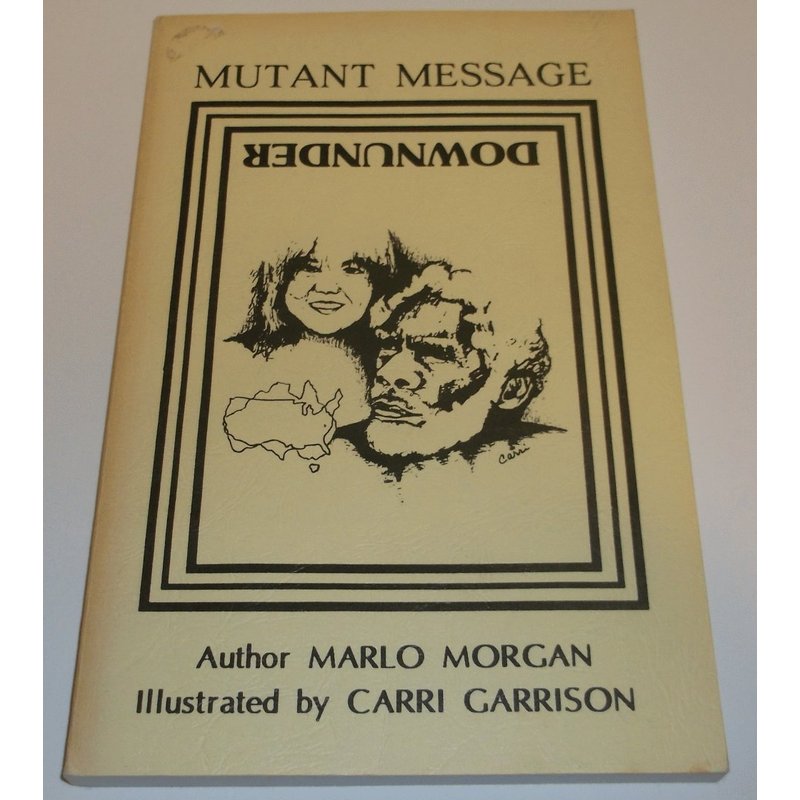 MUTANT MESSAGE
DOWNUNDER
Carri
Author MARLO MORGAN
Illustrated by CARRI GARRISON